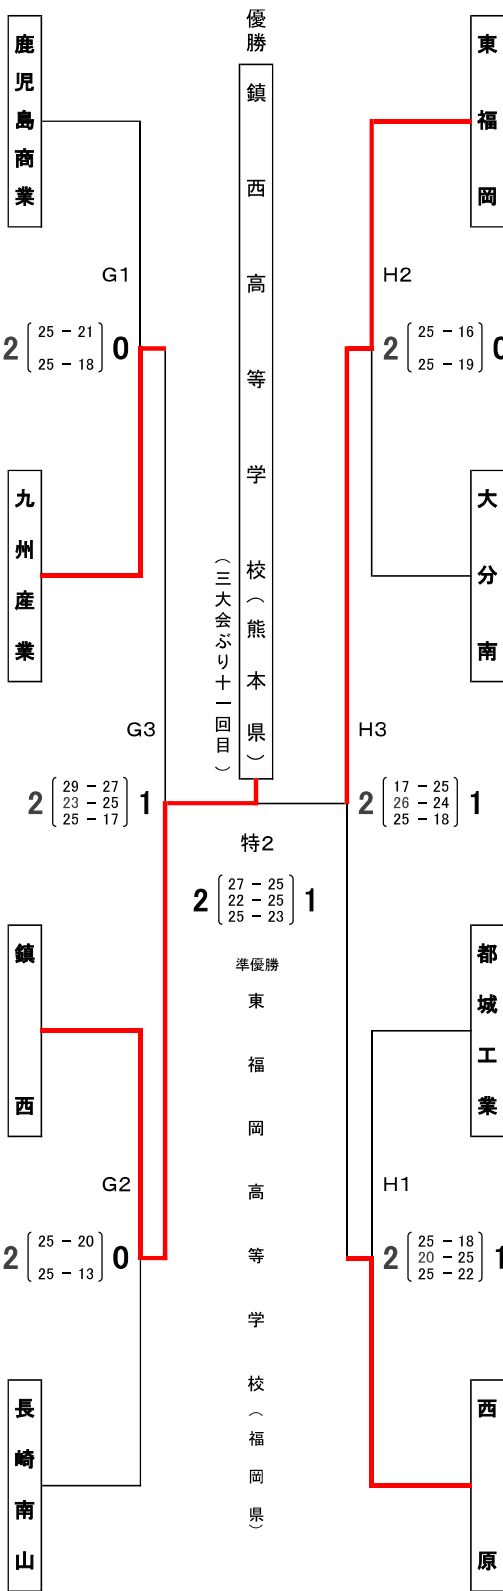 優勝
鎮西高等学校(熊本県)
(三大会ぶり十一回目)
鹿児島商業
G1
2 25 - 21 0
25 - 18
九州産業
G3
2 29 - 27 1
23 - 25
25 - 17
鎮西
G2
2 25 - 20 0
25 - 13
長崎南山
特2
2 27 - 25 1
22 - 25
25 - 23
準優勝
東福岡高等学校(福岡県)
東福岡
H2
2 25 - 16 0
25 - 19
大分南
H3
2 17 - 25 1
26 - 24
25 - 18
都城工業
H1
2 25 - 18 1
20 - 25
25 - 22
西原